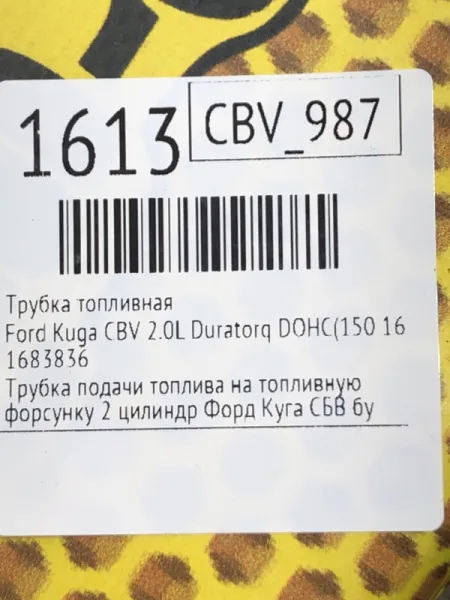 1613 CBV_987
Трубка топливная
Ford Kuga CBV 2.0L Duratorq DOHC(150 16
1683836
Трубка подачи топлива на топливную
форсунку 2 цилиндр Форд Куга СБВ бу